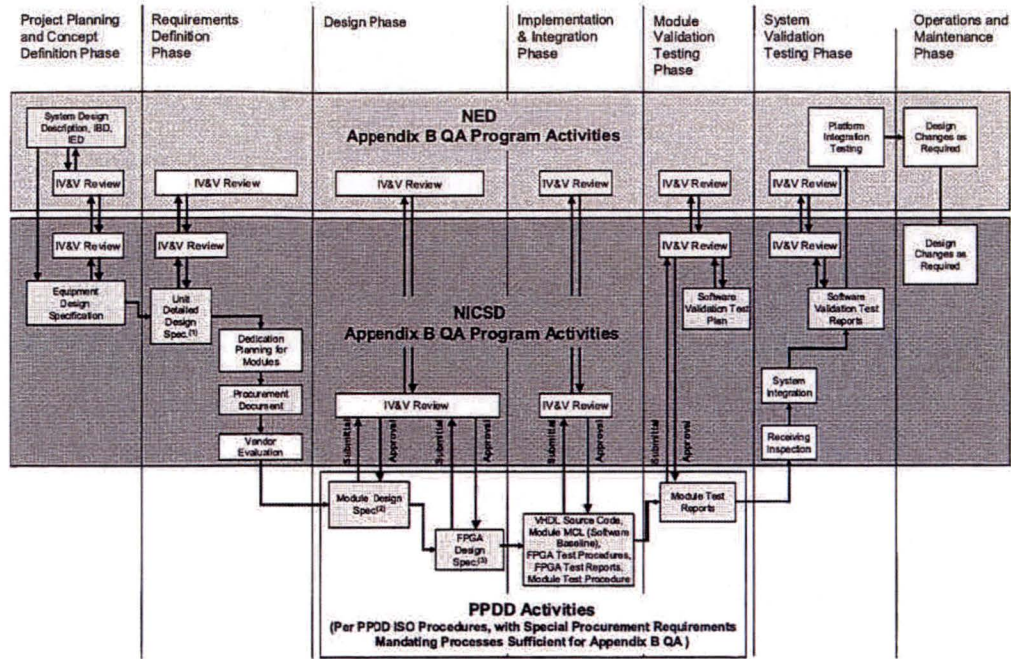 Project Planning
and Concept
Definition Phase
Requirements
Definition
Phase
Design Phase
Implementation
& Integration
Phase
Module
Validation
Testing
Phase
System
Validation
Testing Phase
Operations and
Maintenance
Phase
NED
Appendix B QA Program Activities
System Design
Description, IBD,
IED
Platform
Integration
Testing
Design
Changes as
Required
IV&V Review
IV&V Review
IV&V Review
IV&V Review
IV&V Review
IV&V Review
IV&V Review
IV&V Review
IV&V Review
IV&V Review
Design
Changes as
Required
Equipment
Design
Specification
Unit
Detailed
Design
Spec.(1)
Software
Validation Test
Plan
Software
Validation Test
Reports
NICSD
Appendix B QA Program Activities
Dedication
Planning for
Modules
Procurement
Document
Vendor
Evaluation
IV&V Review
IV&V Review
System
Integration
Receiving
Inspection
Submittal
Approval
Submittal
Approval
Submittal
Approval
Submittal
Approval
Module Design
Spec(2)
FPGA
Design
Spec.(3)
VHDL Source Code,
Module MCL (Software
Baseline),
FPGA Test Procedures,
FPGA Test Reports,
Module Test Procedure
Module Test
Reports
PPDD Activities
(Per PPDD ISO Procedures, with Special Procurement Requirements
Mandating Processes Sufficient for Appendix B QA )